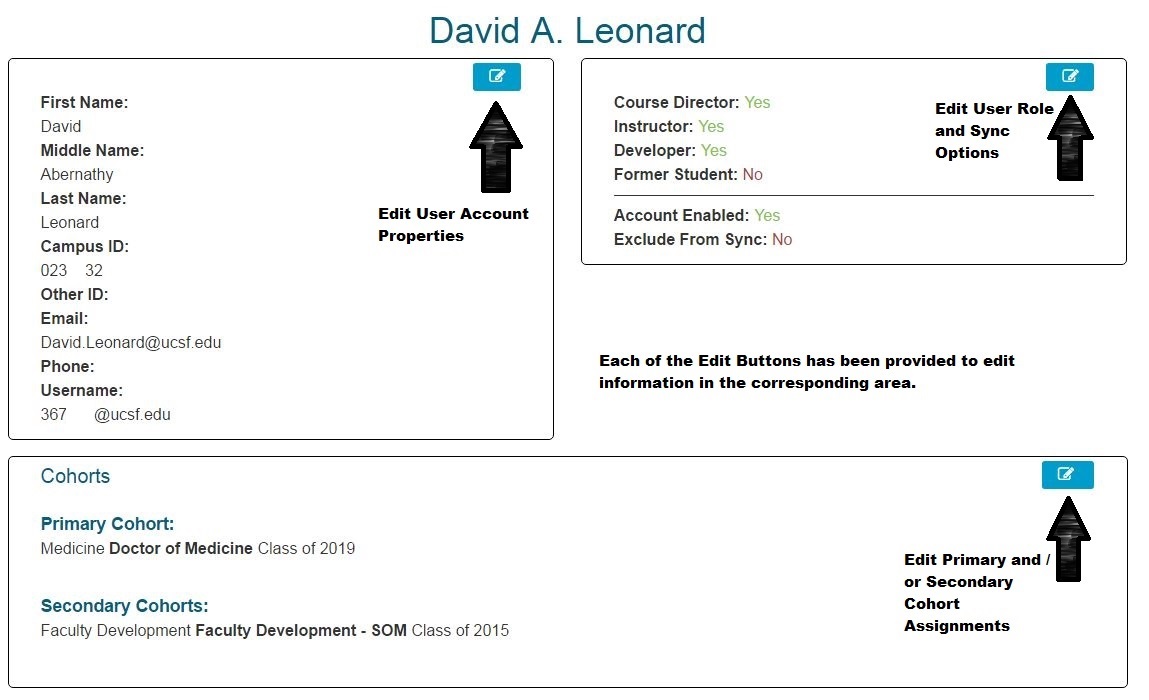 David A. Leonard
First Name:
David
Middle Name:
Abernathy
Last Name:
Leonard
Campus ID:
023 32
Other ID:
Email:
David.Leonard@ucsf.edu
Phone:
Username:
367 @ucsf.edu
Edit User Account
Properties
Course Director: Yes
Instructor: Yes
Developer: Yes
Former Student: No
Account Enabled: Yes
Exclude From Sync: No
Edit User Role
and Sync
Options
Each of the Edit Buttons has been provided to edit
information in the corresponding area.
Cohorts
Primary Cohort:
Medicine Doctor of Medicine Class of 2019
Secondary Cohorts:
Faculty Development Faculty Development - SOM Class of 2015
Edit Primary and /
or Secondary
Cohort
Assignments